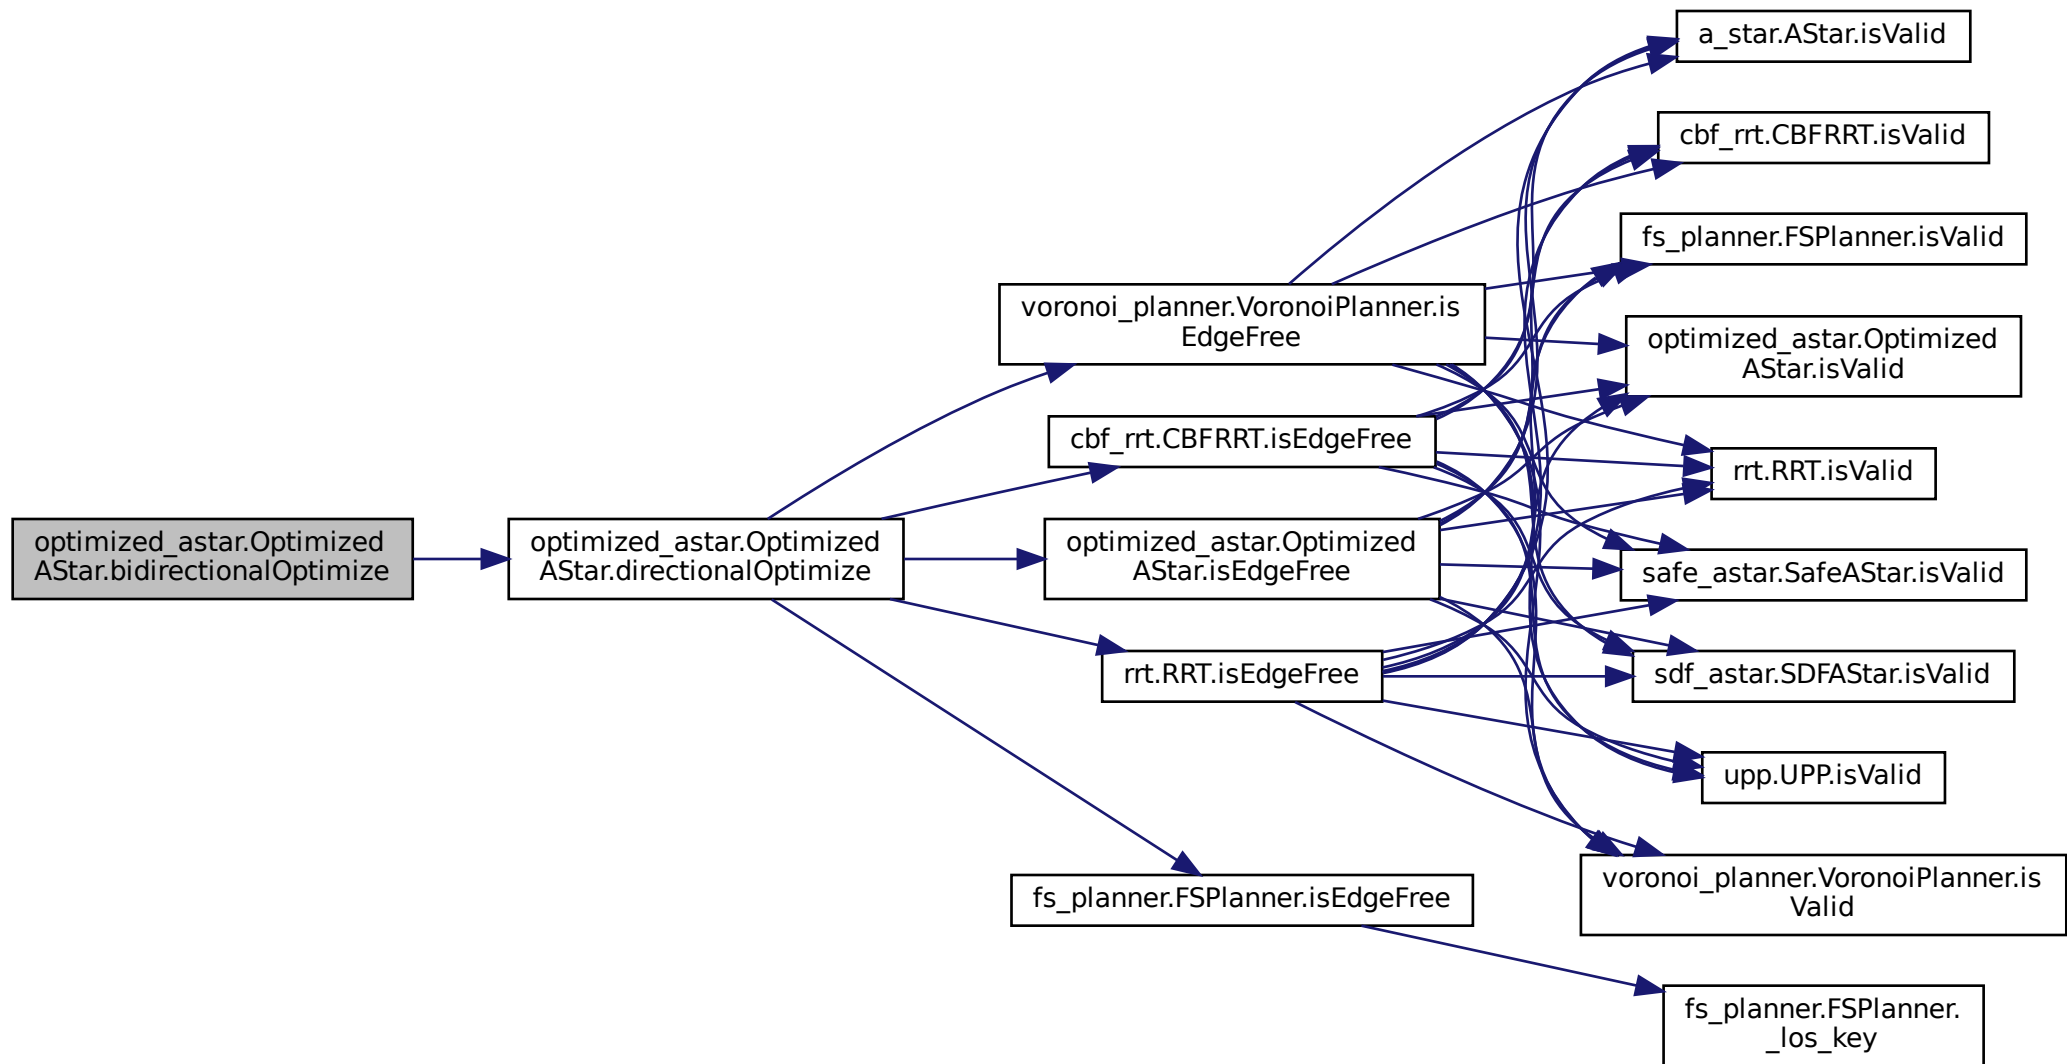 optimized_astar.Optimized
AStar.bidirectionalOptimize
optimized_astar.Optimized
AStar.directionalOptimize
voronoi_planner.VoronoiPlanner.is
EdgeFree
cbf_rrt.CBFRRT.isEdgeFree
optimized_astar.Optimized
AStar.isEdgeFree
rrt.RRT.isEdgeFree
fs_planner.FSPlanner.isEdgeFree
a_star.AStar.isValid
cbf_rrt.CBFRRT.isValid
fs_planner.FSPlanner.isValid
optimized_astar.Optimized
AStar.isValid
rrt.RRT.isValid
safe_astar.SafeAStar.isValid
sdf_astar.SDFAStar.isValid
upp.UPP.isValid
voronoi_planner.VoronoiPlanner.is
Valid
fs_planner.FSPlanner.
_los_key